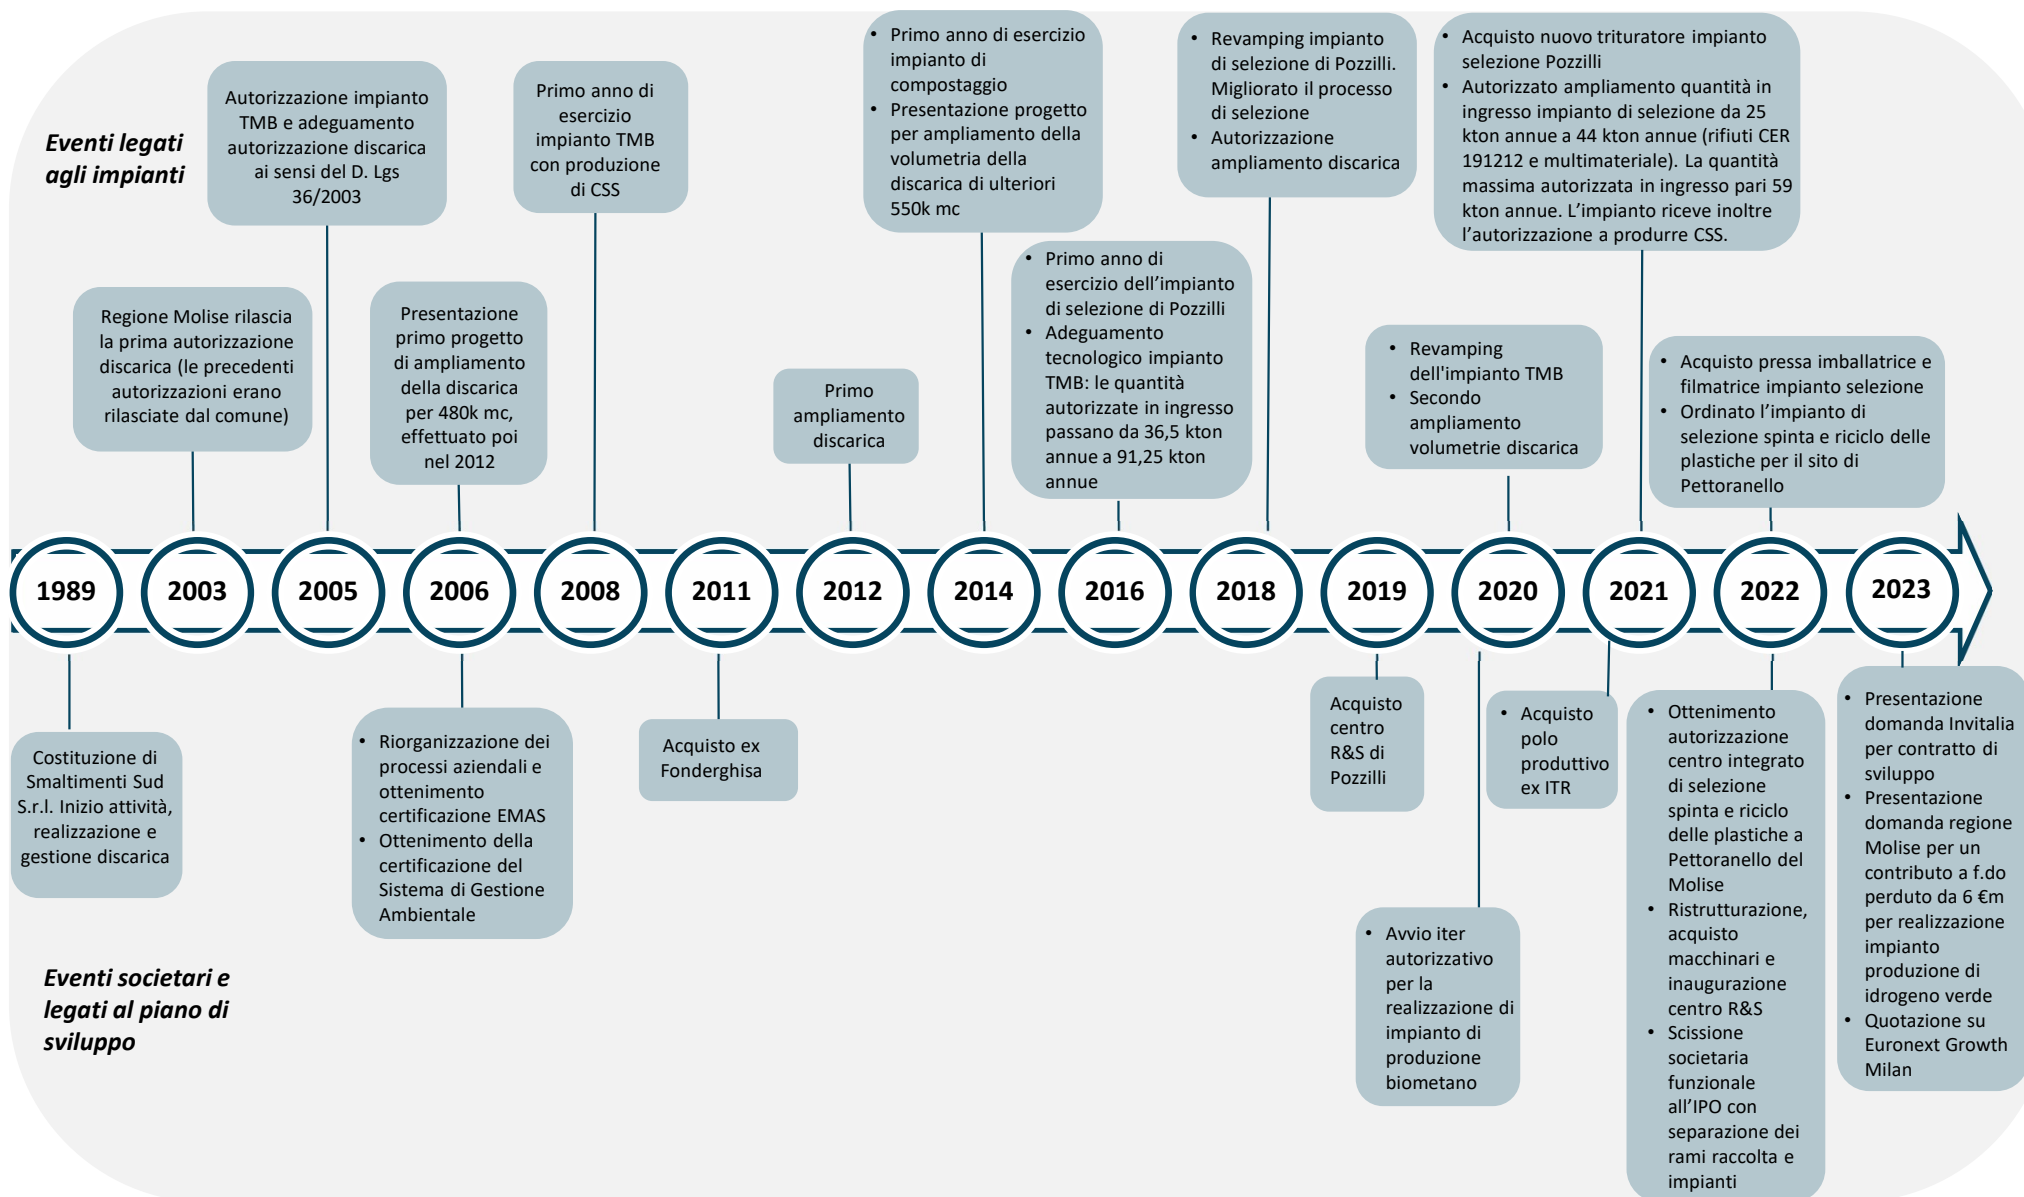 Eventi legati
agli impianti
Regione Molise rilascia
la prima autorizzazione
discarica (le precedenti
autorizzazioni erano
rilasciate dal comune)
Autorizzazione impianto
TMB e adeguamento
autorizzazione discarica
ai sensi del D. Lgs
36/2003
Presentazione
primo progetto
di ampliamento
della discarica
per 480k mc,
effettuato poi
nel 2012
Primo anno di
esercizio
impianto TMB
con produzione
di CSS
Primo
ampliamento
discarica
• Primo anno di esercizio
impianto di
compostaggio
• Presentazione progetto
per ampliamento della
volumetria della
discarica di ulteriori
550k mc
• Primo anno di
esercizio dell'impianto
di selezione di Pozzilli
• Adeguamento
tecnologico impianto
TMB: le quantità
autorizzate in ingresso
passano da 36,5 kton
annue a 91,25 kton
annue
• Revamping impianto
di selezione di Pozzilli.
Migliorato il processo
di selezione
• Autorizzazione
ampliamento discarica
• Revamping
dell'impianto TMB
• Secondo
ampliamento
volumetrie discarica
• Acquisto nuovo trituratore impianto
selezione Pozzilli
• Autorizzato ampliamento quantità in
ingresso impianto di selezione da 25
kton annue a 44 kton annue (rifiuti CER
191212 e multimateriale). La quantità
massima autorizzata in ingresso pari 59
kton annue. L'impianto riceve inoltre
l'autorizzazione a produrre CSS.
• Acquisto pressa imballatrice e
filmatrice impianto selezione
• Ordinato l'impianto di
selezione spinta e riciclo delle
plastiche per il sito di
Pettoranello
1989
2003
2005
2006
2008
2011
2012
2014
2016
2018
2019
2020
2021
2022
2023
Costituzione di
Smaltimenti Sud
S.r.l. Inizio attività,
realizzazione e
gestione discarica
• Riorganizzazione dei
processi aziendali e
ottenimento
certificazione EMAS
• Ottenimento della
certificazione del
Sistema di Gestione
Ambientale
Acquisto ex
Fonderghisa
Acquisto
centro
R&S di
Pozzilli
• Avvio iter
autorizzativo
per la
realizzazione di
impianto di
produzione
biometano
• Acquisto
polo
produttivo
ex ITR
• Ottenimento
autorizzazione
centro integrato
di selezione
spinta e riciclo
delle plastiche a
Pettoranello del
Molise
• Ristrutturazione,
acquisto
macchinari e
inaugurazione
centro R&S
• Scissione
societaria
funzionale
all'IPO con
separazione dei
rami raccolta e
impianti
• Presentazione
domanda Invitalia
per contratto di
sviluppo
• Presentazione
domanda regione
Molise per un
contributo a f.do
perduto da 6 €m
per realizzazione
impianto
produzione di
idrogeno verde
• Quotazione su
Euronext Growth
Milan
Eventi societari e
legati al piano di
sviluppo